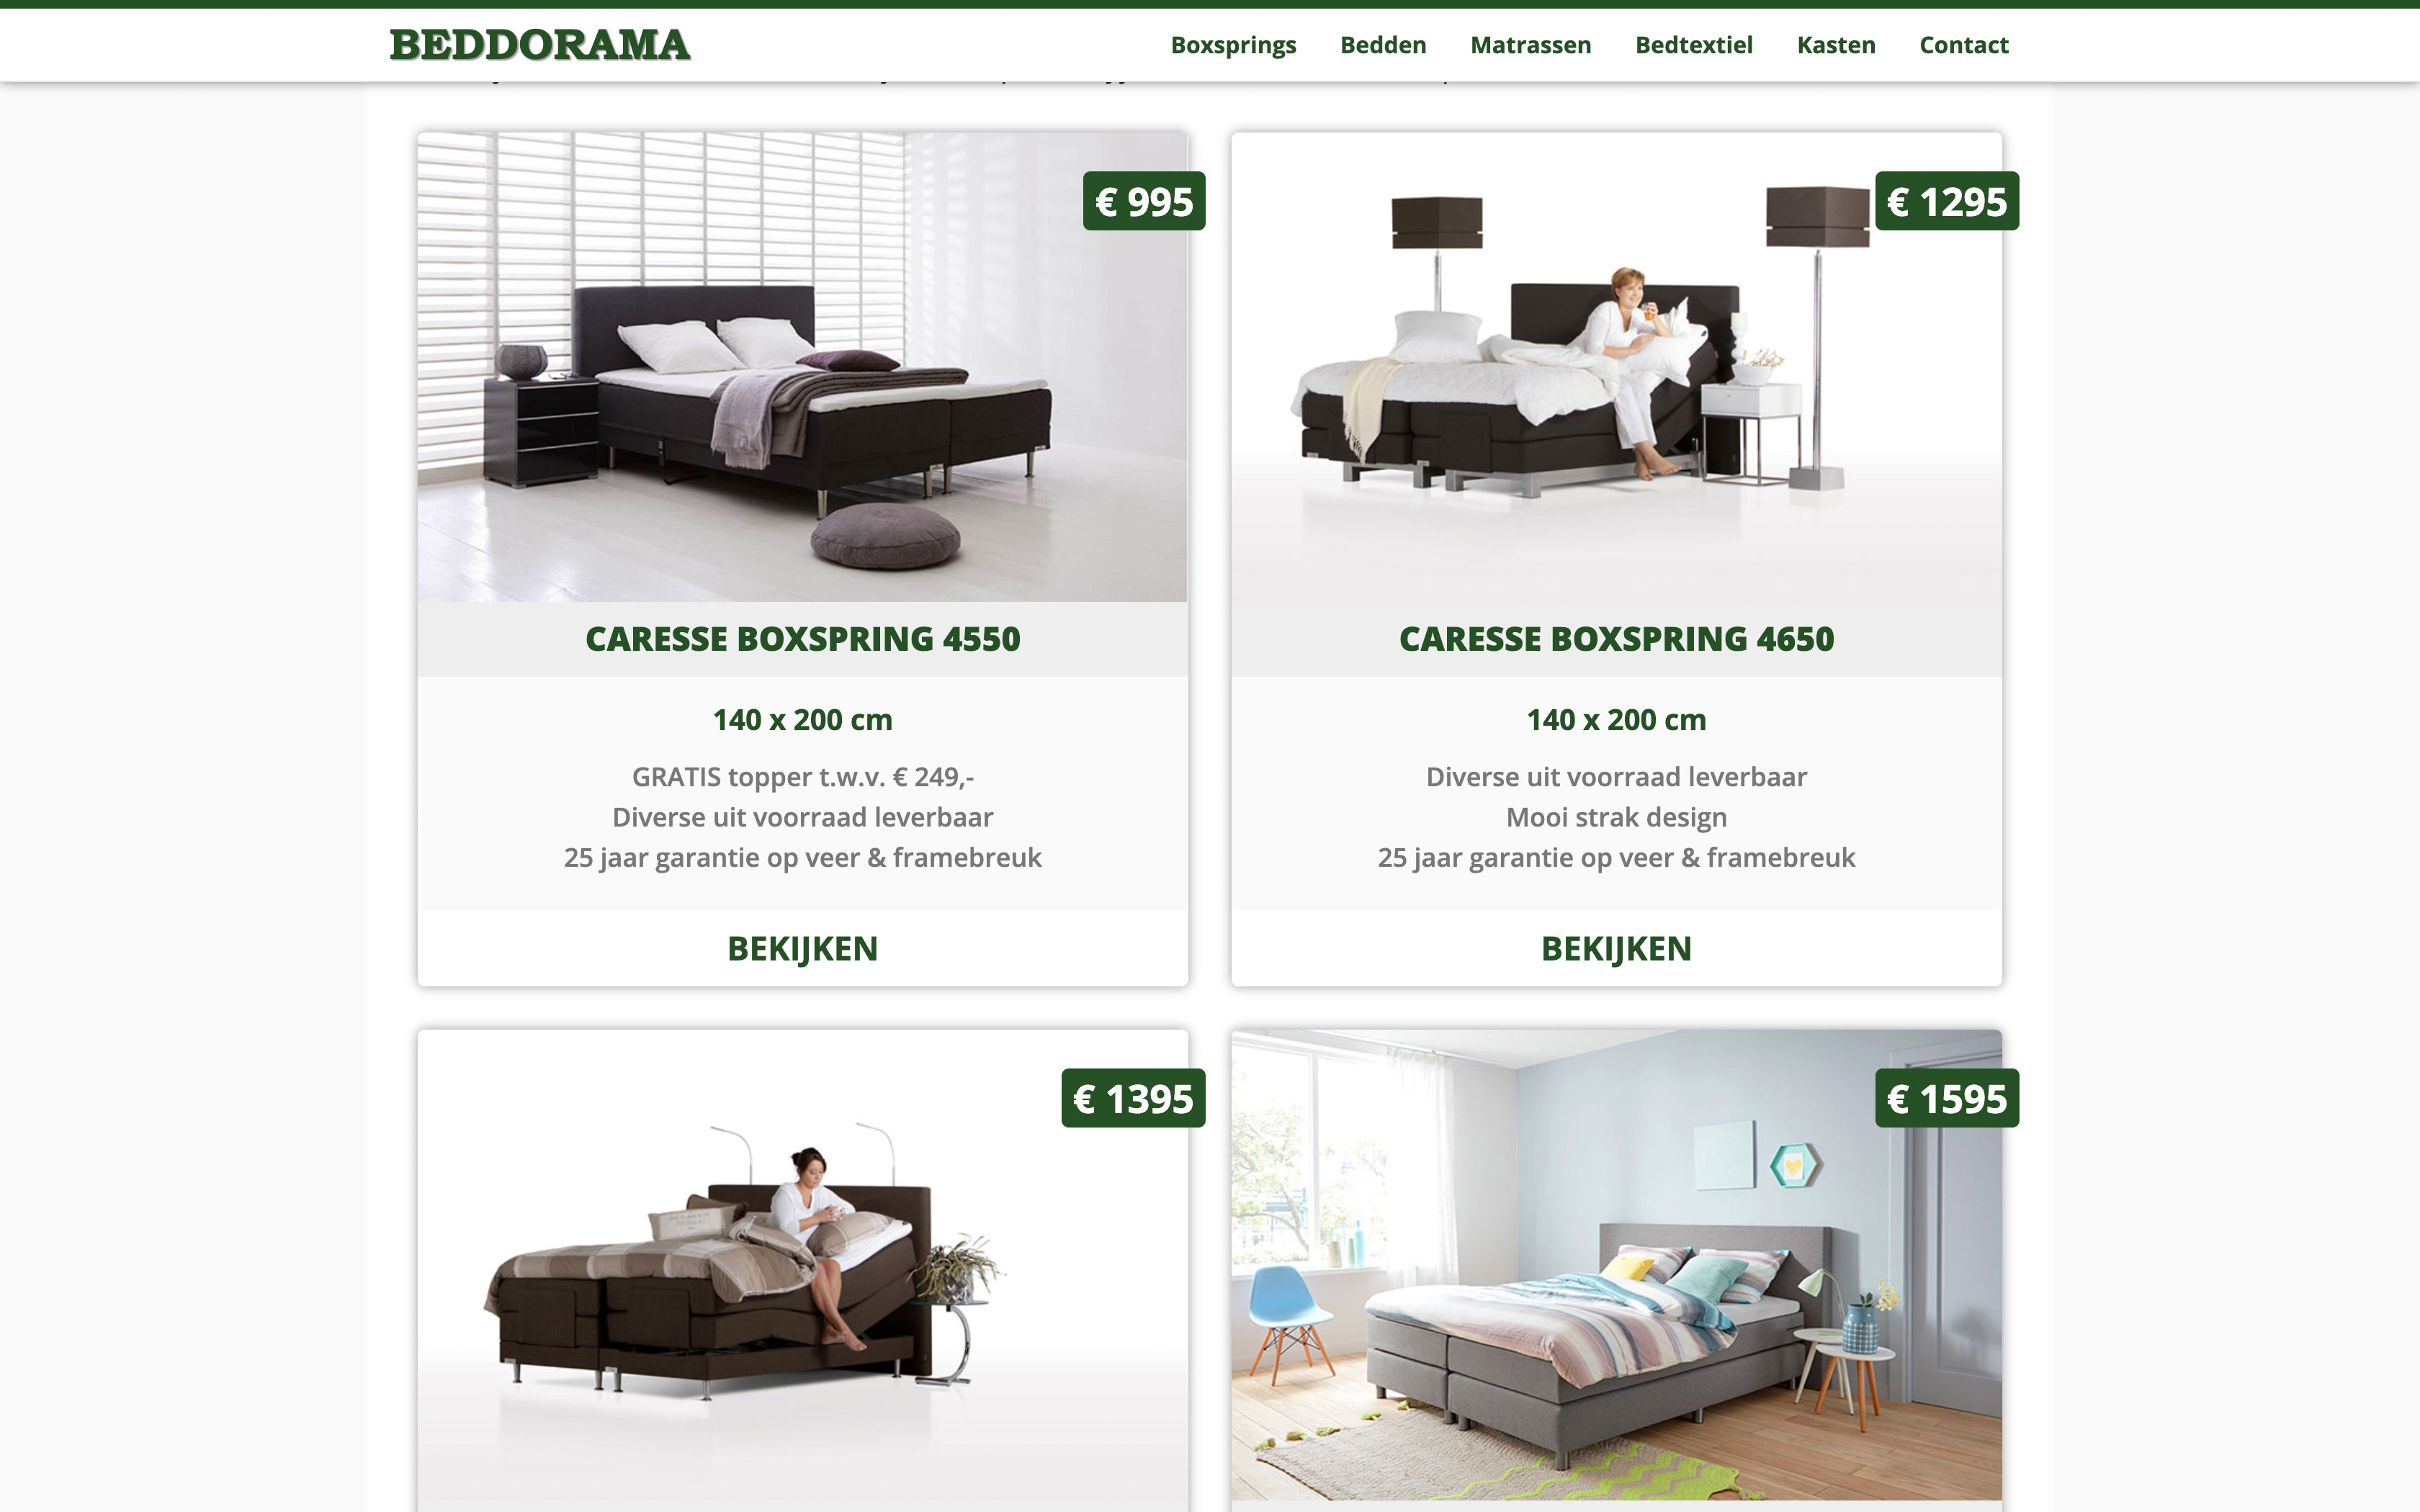 BEDDORAMA
Boxsprings Bedden Matrassen Bedtextiel Kasten Contact
€ 995
€ 1295
CARESSE BOXSPRING 4550
140 x 200 cm
GRATIS topper t.w.v. € 249,-
Diverse uit voorraad leverbaar
25 jaar garantie op veer & framebreuk
BEKIJKEN
CARESSE BOXSPRING 4650
140 x 200 cm
Diverse uit voorraad leverbaar
Mooi strak design
25 jaar garantie op veer & framebreuk
BEKIJKEN
€ 1395
€ 1595